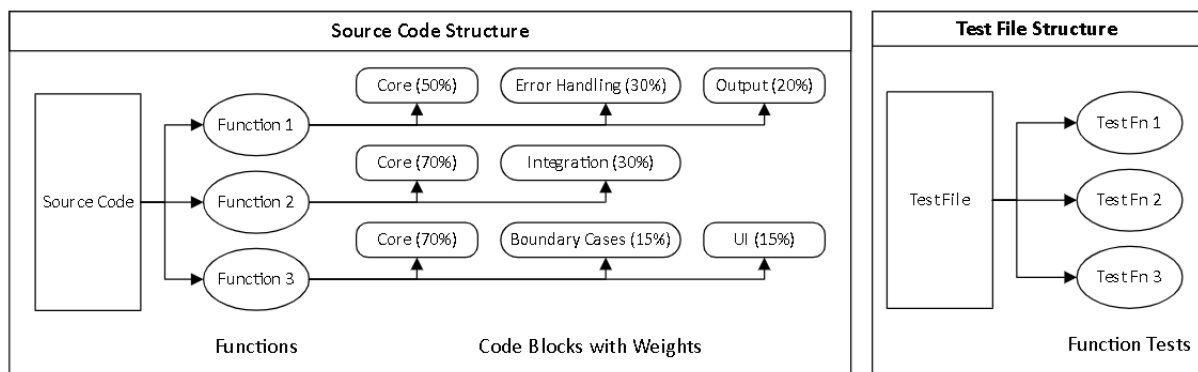 Source Code Structure
Test File Structure
Core (50%)
Error Handling (30%)
Output (20%)
Function 1
Core (70%)
Integration (30%)
Source Code
Function 2
Core (70%)
Boundary Cases (15%)
UI (15%)
Function 3
Functions
Code Blocks with Weights
Test Fn 1
Test File
Test Fn 2
Test Fn 3
Function Tests